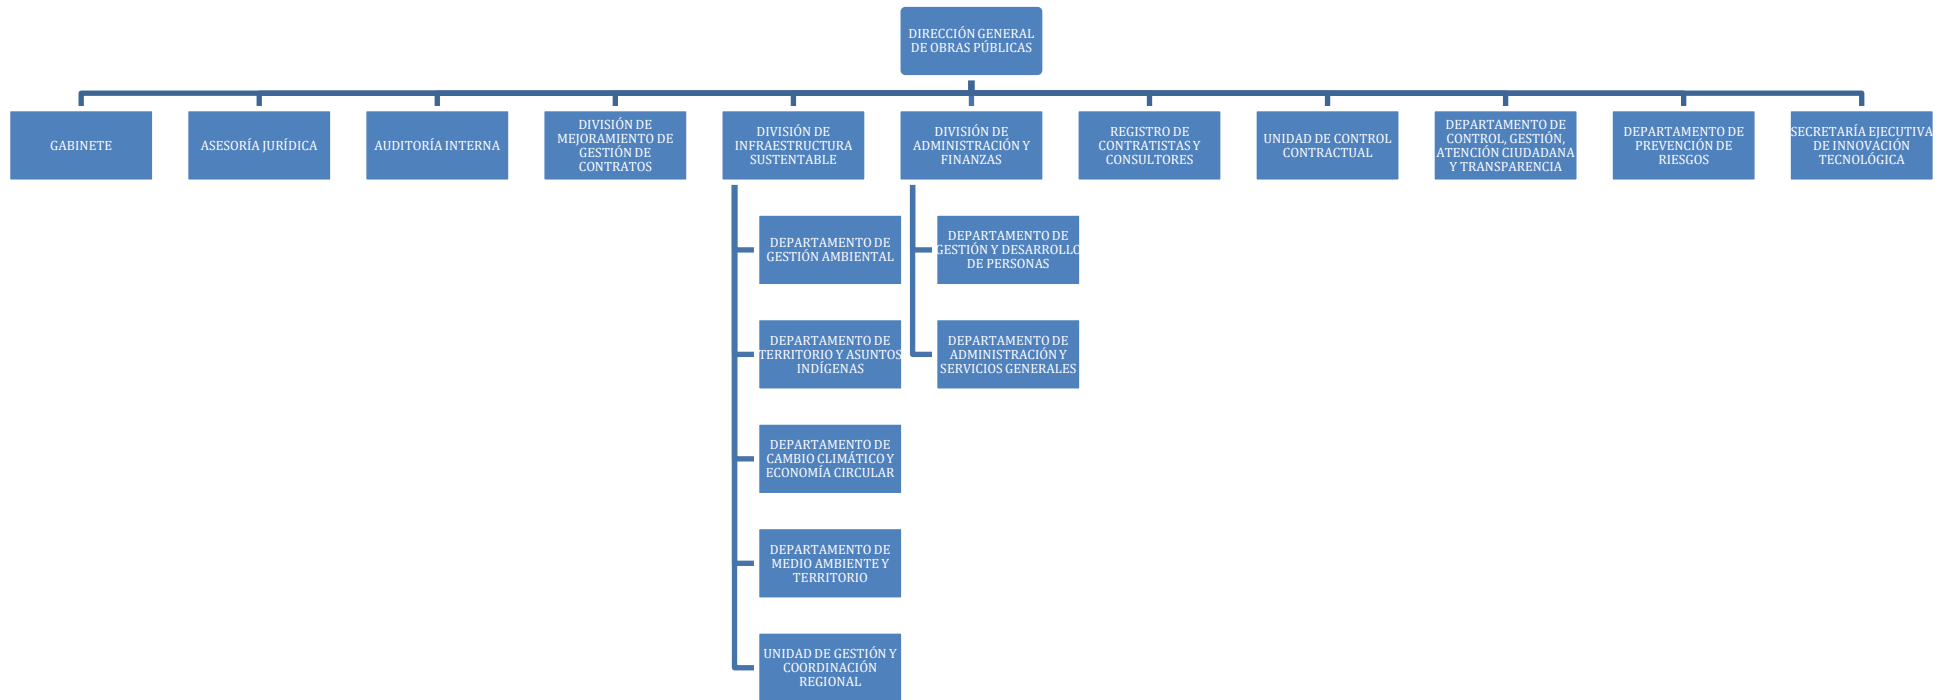 DIRECCIÓN GENERAL
DE OBRAS PÚBLICAS
GABINETE
ASESORÍA JURÍDICA
AUDITORÍA INTERNA
DIVISIÓN DE
MEJORAMIENTO DE
GESTIÓN DE
CONTRATOS
DIVISIÓN DE
INFRAESTRUCTURA
SUSTENTABLE
DIVISIÓN DE
ADMINISTRACIÓN Y
FINANZAS
REGISTRO DE
CONTRATISTAS Y
CONSULTORES
UNIDAD DE CONTROL
CONTRACTUAL
DEPARTAMENTO DE
CONTROL, GESTIÓN,
ATENCIÓN CIUDADANA
Y TRANSPARENCIA
DEPARTAMENTO DE
PREVENCIÓN DE
RIESGOS
SECRETARÍA EJECUTIVA
DE INNOVACIÓN
TECNOLÓGICA
DEPARTAMENTO DE
GESTIÓN AMBIENTAL
DEPARTAMENTO DE
TERRITORIO Y ASUNTOS
INDÍGENAS
DEPARTAMENTO DE
CAMBIO CLIMÁTICO Y
ECONOMÍA CIRCULAR
DEPARTAMENTO DE
MEDIO AMBIENTE Y
TERRITORIO
UNIDAD DE GESTIÓN Y
COORDINACIÓN
REGIONAL
DEPARTAMENTO DE
GESTIÓN Y DESARROLLO
DE PERSONAS
DEPARTAMENTO DE
ADMINISTRACIÓN Y
SERVICIOS GENERALES